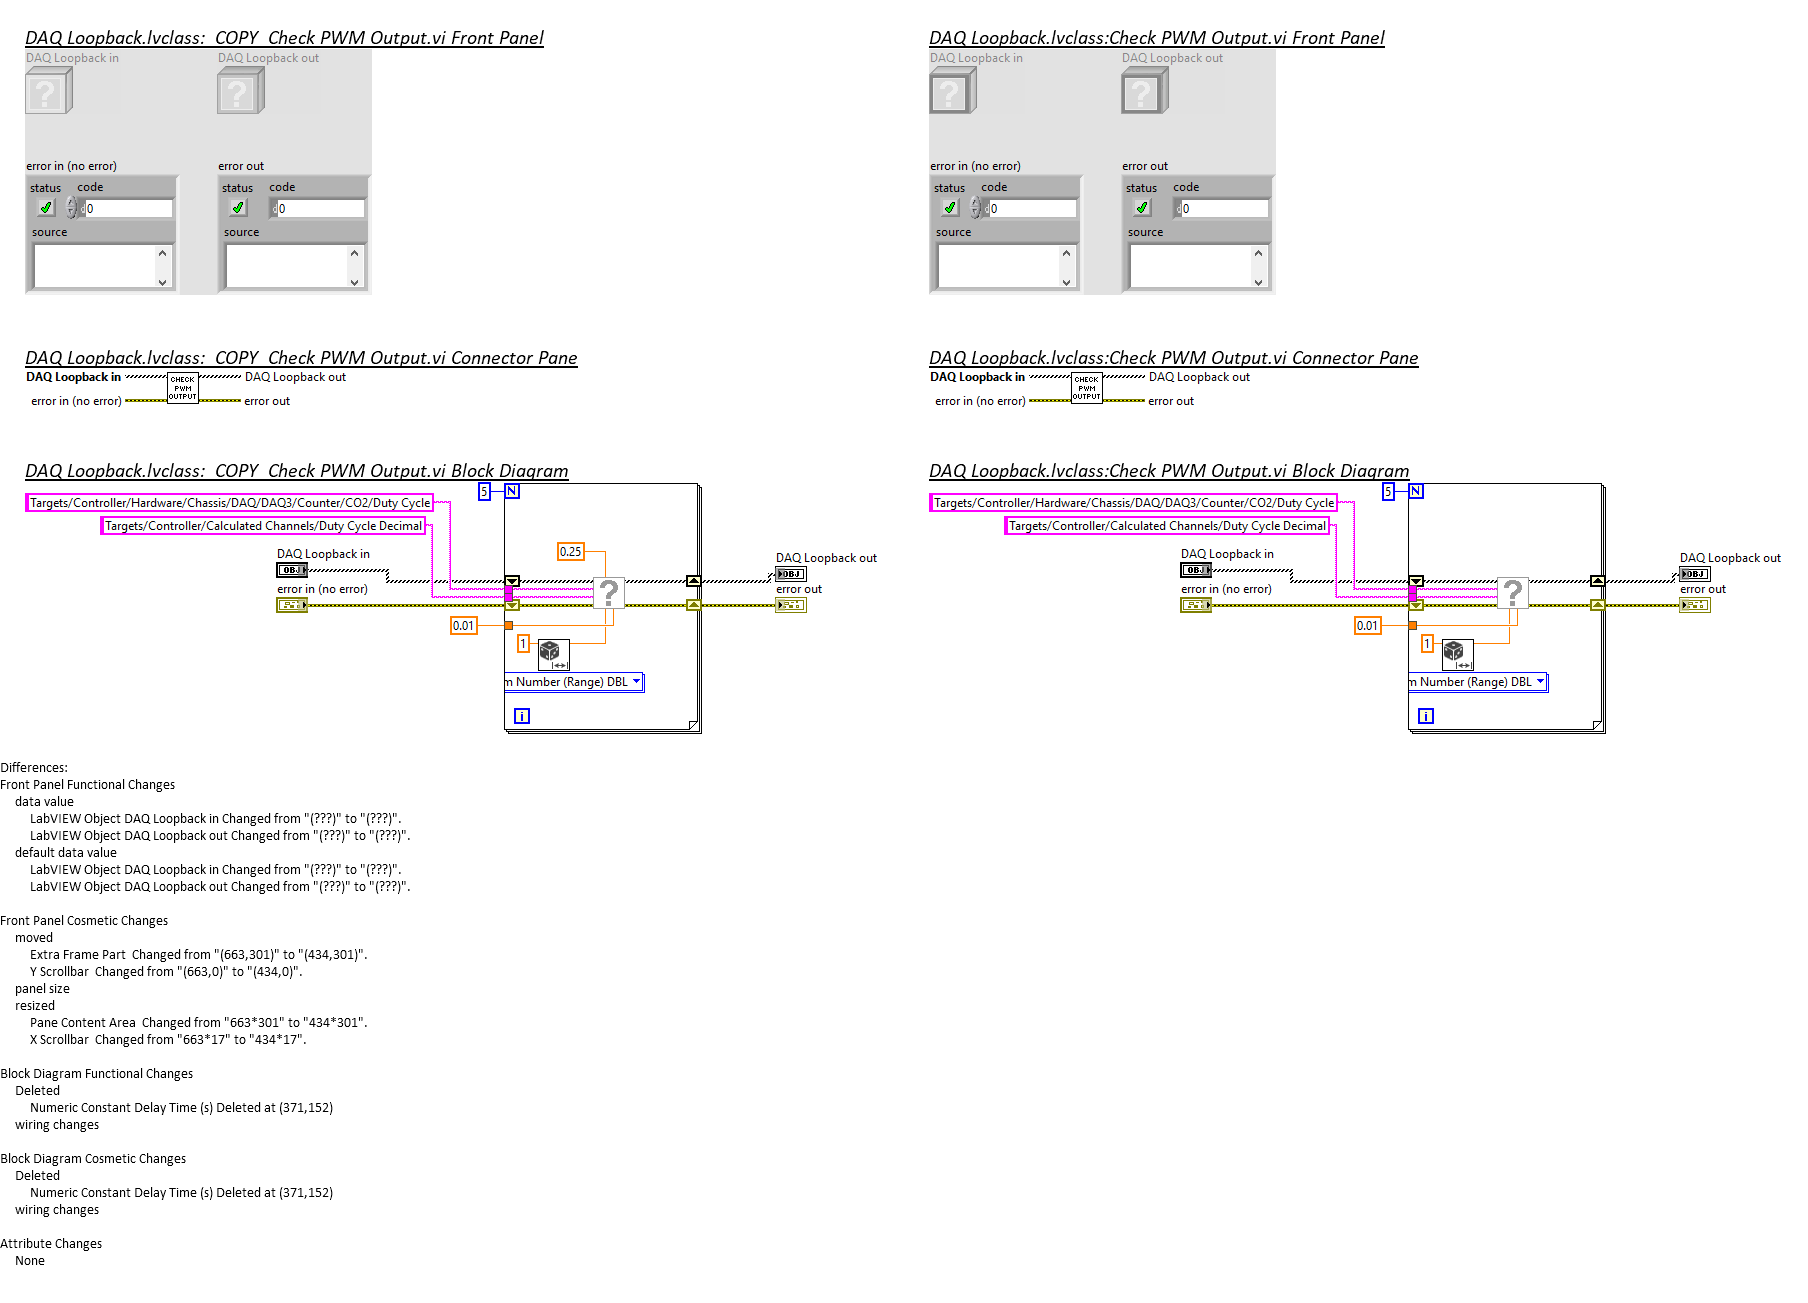 DAQ Loopback.lvclass:  COPY  Check PWM Output.vi Front Panel
DAQ Loopback in
DAQ Loopback out
error in (no error)
error out
status
code
status
code
0
0
source
source
DAQ Loopback.lvclass:Check PWM Output.vi Front Panel
DAQ Loopback in
DAQ Loopback out
error in (no error)
error out
status
code
status
code
0
0
source
source
DAQ Loopback.lvclass:  COPY  Check PWM Output.vi Connector Pane
DAQ Loopback in
CHECK
PWM
OUTPUT
DAQ Loopback out
error in (no error)
error out
DAQ Loopback.lvclass:Check PWM Output.vi Connector Pane
DAQ Loopback in
CHECK
PWM
OUTPUT
DAQ Loopback out
error in (no error)
error out
DAQ Loopback.lvclass:  COPY  Check PWM Output.vi Block Diagram
5
N
Targets/Controller/Hardware/Chassis/DAQ/DAQ3/Counter/CO2/Duty Cycle
Targets/Controller/Calculated Channels/Duty Cycle Decimal
0.25
DAQ Loopback in
OBJ
DAQ Loopback out
OBJ
error in (no error)
error out
?
0.01
1
m Number (Range) DBL
i
DAQ Loopback.lvclass:Check PWM Output.vi Block Diagram
5
N
Targets/Controller/Hardware/Chassis/DAQ/DAQ3/Counter/CO2/Duty Cycle
Targets/Controller/Calculated Channels/Duty Cycle Decimal
DAQ Loopback in
OBJ
DAQ Loopback out
OBJ
error in (no error)
error out
?
0.01
1
m Number (Range) DBL
i
Differences:
Front Panel Functional Changes
data value
LabVIEW Object DAQ Loopback in Changed from "(???)" to "(???)".
LabVIEW Object DAQ Loopback out Changed from "(???)" to "(???)".
default data value
LabVIEW Object DAQ Loopback in Changed from "(???)" to "(???)".
LabVIEW Object DAQ Loopback out Changed from "(???)" to "(???)".
Front Panel Cosmetic Changes
moved
Extra Frame Part  Changed from "(663,301)" to "(434,301)".
Y Scrollbar  Changed from "(663,0)" to "(434,0)".
panel size
resized
Pane Content Area  Changed from "663*301" to "434*301".
X Scrollbar  Changed from "663*17" to "434*17".
Block Diagram Functional Changes
Deleted
Numeric Constant Delay Time (s) Deleted at (371,152)
wiring changes
Block Diagram Cosmetic Changes
Deleted
Numeric Constant Delay Time (s) Deleted at (371,152)
wiring changes
Attribute Changes
None